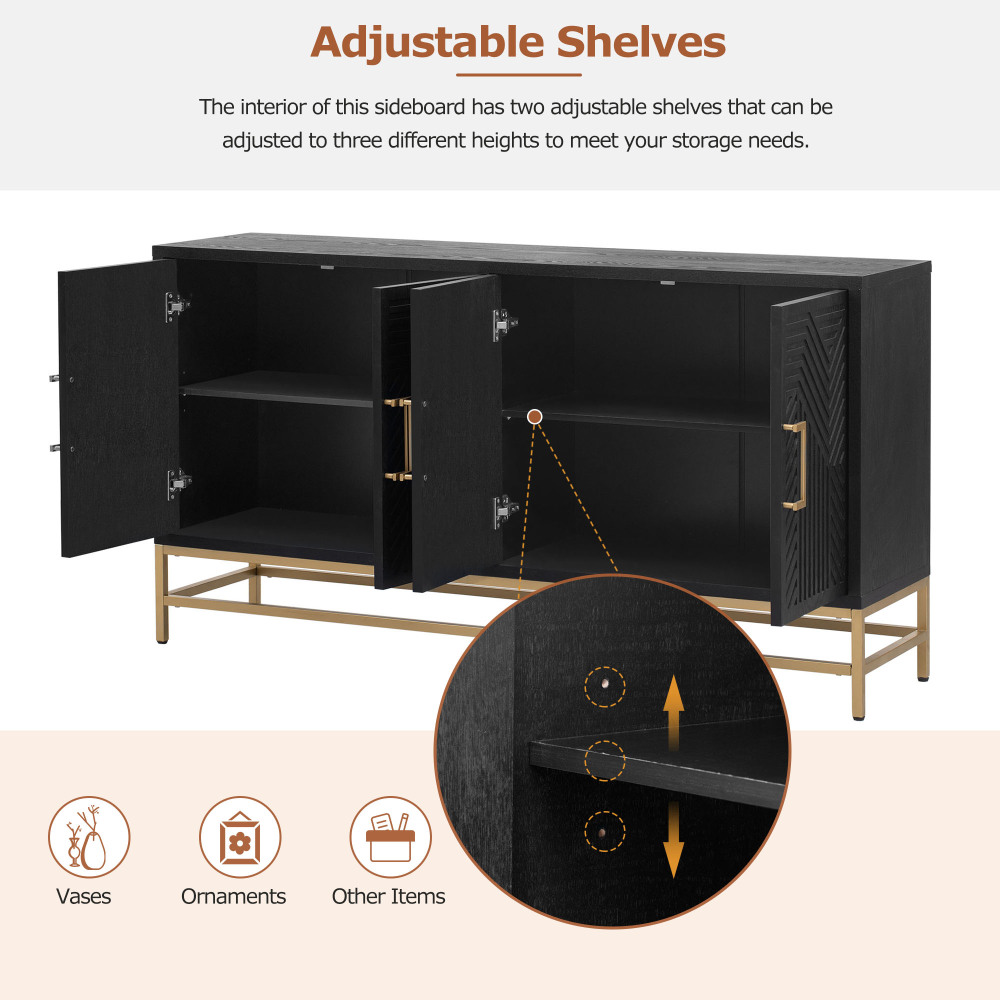 Adjustable Shelves
The interior of this sideboard has two adjustable shelves that can be
adjusted to three different heights to meet your storage needs.
Vases
Ornaments
Other Items